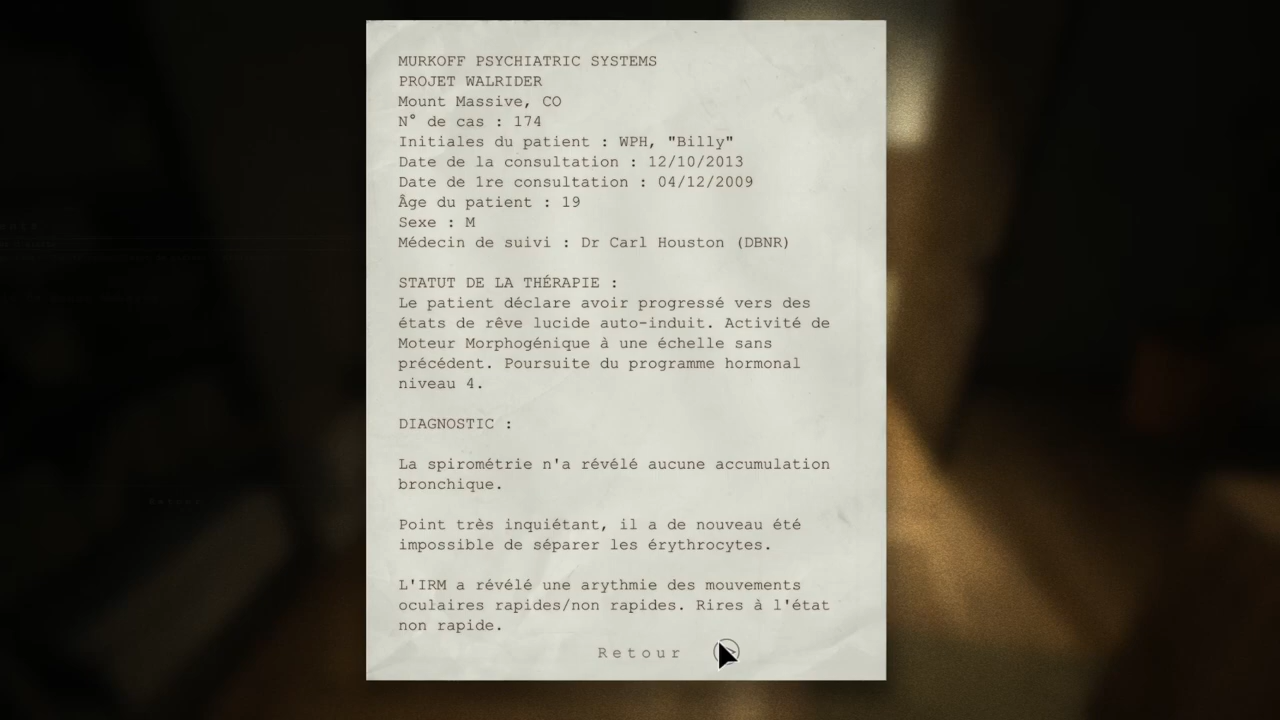 MURKOFF PSYCHIATRIC SYSTEMS
PROJET WALRIDER
Mount Massive, CO
N° de cas : 174
Initiales du patient : WPH, "Billy"
Date de la consultation : 12/10/2013
Date de 1re consultation : 04/12/2009
Âge du patient : 19
Sexe : M
Médecin de suivi : Dr Carl Houston (DBNR)
STATUT DE LA THÉRAPIE :
Le patient déclare avoir progressé vers des
états de rêve lucide auto-induit. Activité de
Moteur Morphogénique à une échelle sans
précédent. Poursuite du programme hormonal
niveau 4.
DIAGNOSTIC :
La spirométrie n'a révélé aucune accumulation
bronchique.
Point très inquiétant, il a de nouveau été
impossible de séparer les érythrocytes.
L'IRM a révélé une arythmie des mouvements
oculaires rapides/non rapides. Rires à l'état
non rapide.
Retour